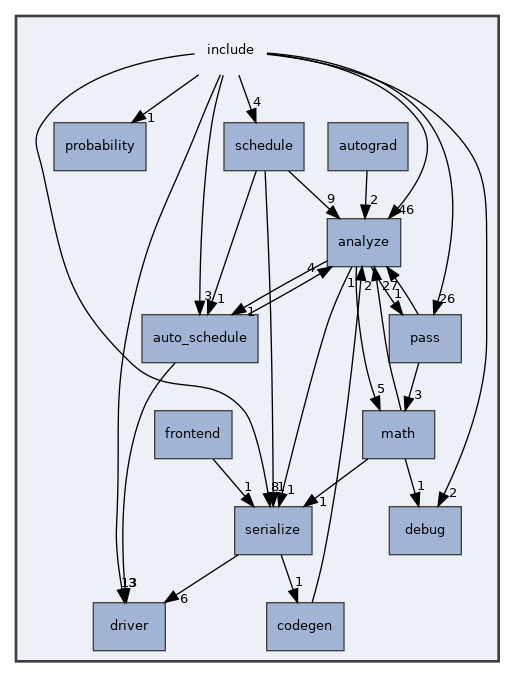 include
1
4
probability
schedule
autograd
9
2
46
analyze
4
3
1
1
1
2
27
1
26
auto_schedule
pass
5
3
frontend
math
1
8
1
1
1
1
2
serialize
debug
13
6
1
driver
codegen